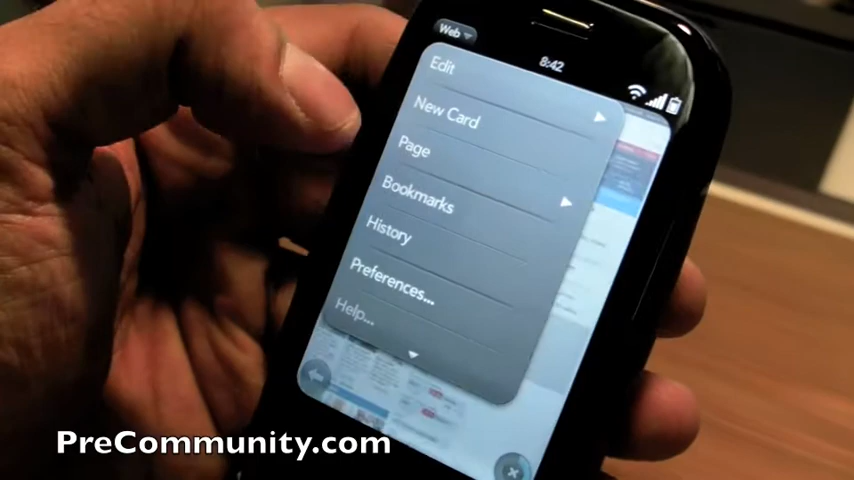 Web
8:42
Edit
New Card
Page
Bookmarks
History
Preferences...
Help...
PreCommunity.com